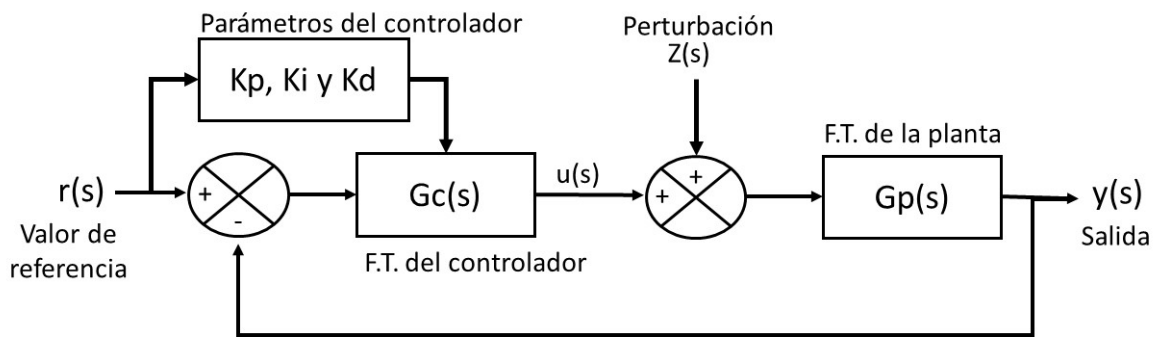 Parámetros del controlador
Kp, Ki y Kd
Perturbación
Z(s)
F.T. de la planta
r(s)
+
-
Gc(s)
u(s)
+
+
Gp(s)
y(s)
Valor de
referencia
F.T. del controlador
Salida